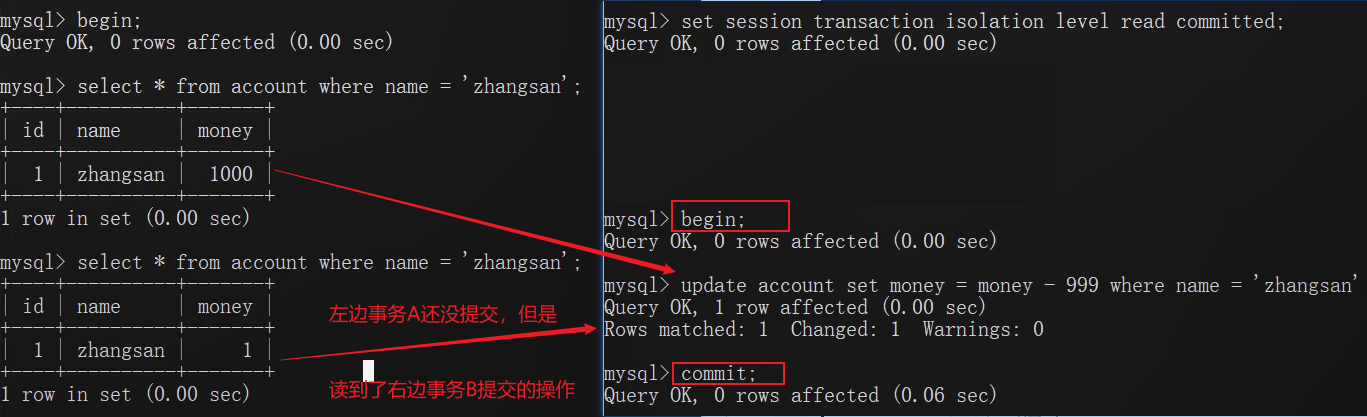 mysql> begin;
Query OK, 0 rows affected (0.00 sec)
mysql> select * from account where name = 'zhangsan';
+----+----------+-------+
| id | name     | money |
+----+----------+-------+
|  1 | zhangsan |  1000 |
+----+----------+-------+
1 row in set (0.00 sec)
mysql> select * from account where name = 'zhangsan';
+----+----------+-------+
| id | name     | money |
+----+----------+-------+
|  1 | zhangsan |     1 |
+----+----------+-------+
1 row in set (0.00 sec)
左边事务A还没提交，但是
读到了右边事务B提交的操作
mysql> set session transaction isolation level read committed;
Query OK, 0 rows affected (0.00 sec)
mysql> begin;
Query OK, 0 rows affected (0.00 sec)
mysql> update account set money = money - 999 where name = 'zhangsan'
Query OK, 1 row affected (0.00 sec)
Rows matched: 1  Changed: 1  Warnings: 0
mysql> commit;
Query OK, 0 rows affected (0.06 sec)